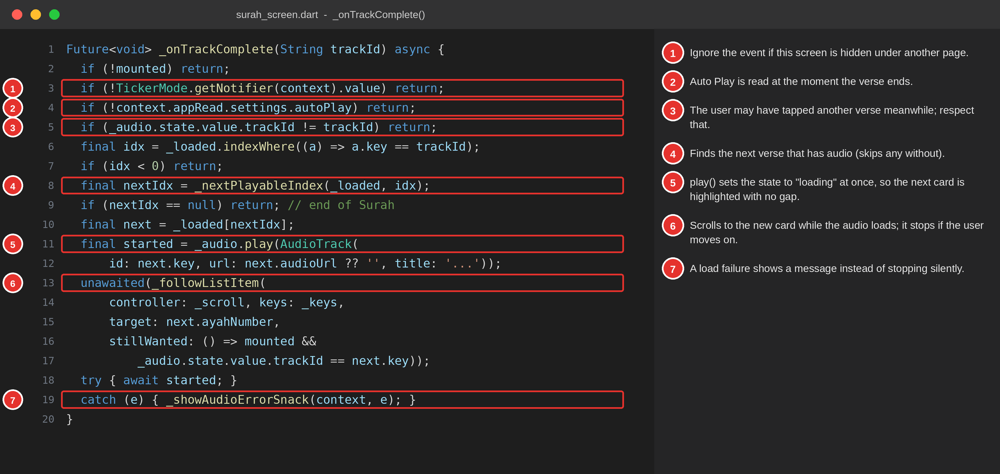 surah_screen.dart - _onTrackComplete()
1 Future<void> _onTrackComplete(String trackId) async {
2 if (!mounted) return;
1 3 if (!TickerMode.getNotifier(context).value) return;
2 4 if (!context.appRead.settings.autoPlay) return;
3 5 if (_audio.state.value.trackId != trackId) return;
6 final idx = _loaded.indexWhere((a) => a.key == trackId);
7 if (idx < 0) return;
4 8 final nextIdx = _nextPlayableIndex(_loaded, idx);
9 if (nextIdx == null) return; // end of Surah
10 final next = _loaded[nextIdx];
5 11 final started = _audio.play(AudioTrack(
12 id: next.key, url: next.audioUrl ?? '', title: '...'));
6 13 unawaited(_followListItem(
14 controller: _scroll, keys: _keys,
15 target: next.ayahNumber,
16 stillWanted: () => mounted &&
17 _audio.state.value.trackId == next.key));
18 try { await started; }
7 19 catch (e) { _showAudioErrorSnack(context, e); }
20 }
1 Ignore the event if this screen is hidden under another page.
2 Auto Play is read at the moment the verse ends.
3 The user may have tapped another verse meanwhile; respect
that.
4 Finds the next verse that has audio (skips any without).
5 play() sets the state to "loading" at once, so the next card is
highlighted with no gap.
6 Scrolls to the new card while the audio loads; it stops if the user
moves on.
7 A load failure shows a message instead of stopping silently.